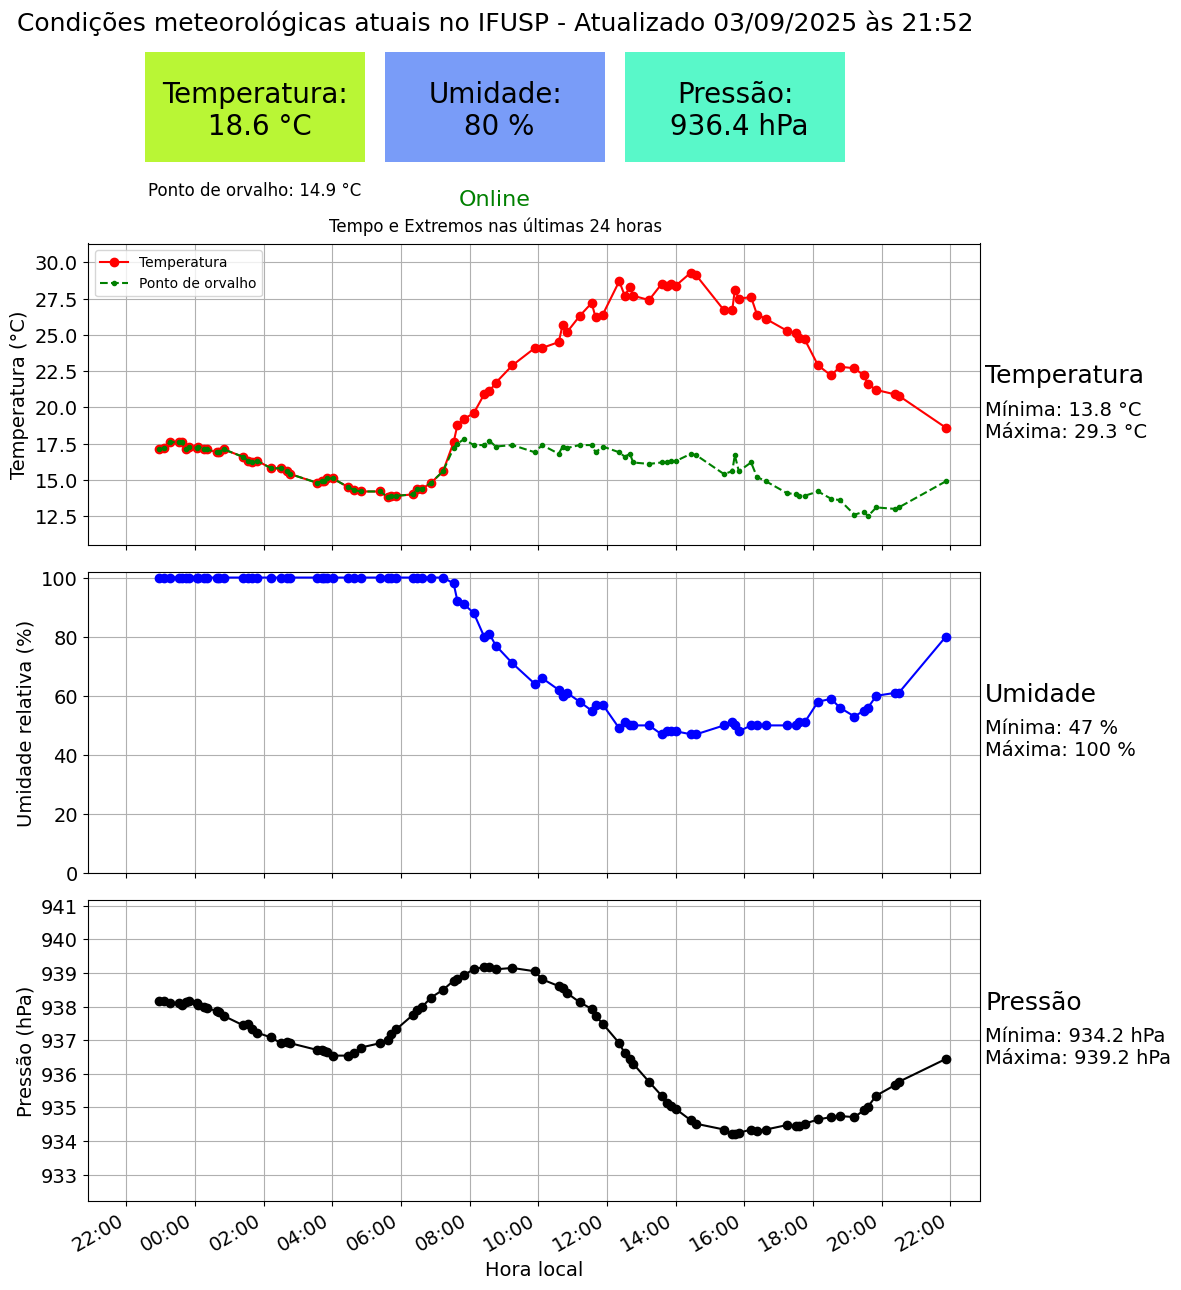 Condições meteorológicas atuais no IFUSP - Atualizado 03/09/2025 às 21:52
Temperatura:
18.6 °C
Umidade:
80 %
Pressão:
936.4 hPa
Ponto de orvalho: 14.9 °C
Online
Tempo e Extremos nas últimas 24 horas
Temperatura
Ponto de orvalho
Temperatura (°C)
30.0
27.5
25.0
22.5
20.0
17.5
15.0
12.5
Temperatura
Mínima: 13.8 °C
Máxima: 29.3 °C
Umidade relativa (%)
100
80
60
40
20
0
Umidade
Mínima: 47 %
Máxima: 100 %
Pressão (hPa)
941
940
939
938
937
936
935
934
933
Pressão
Mínima: 934.2 hPa
Máxima: 939.2 hPa
22:00 00:00 02:00 04:00 06:00 08:00 10:00 12:00 14:00 16:00 18:00 20:00 22:00
Hora local